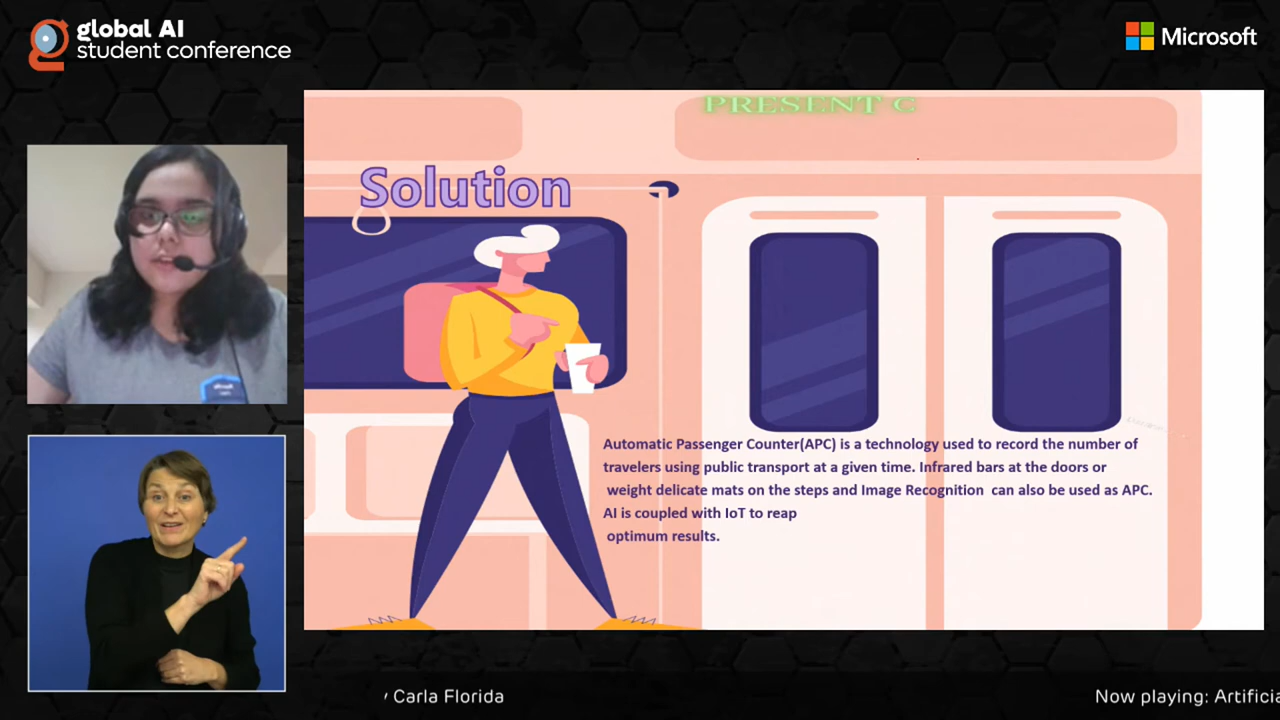 global AI
student conference
Microsoft
PRESENT C
Solution
Automatic Passenger Counter(APC) is a technology used to record the number of
travelers using public transport at a given time. Infrared bars at the doors or
weight delicate mats on the steps and Image Recognition can also be used as APC.
AI is coupled with IoT to reap
optimum results.
Carla Florida
Now playing: Artificia